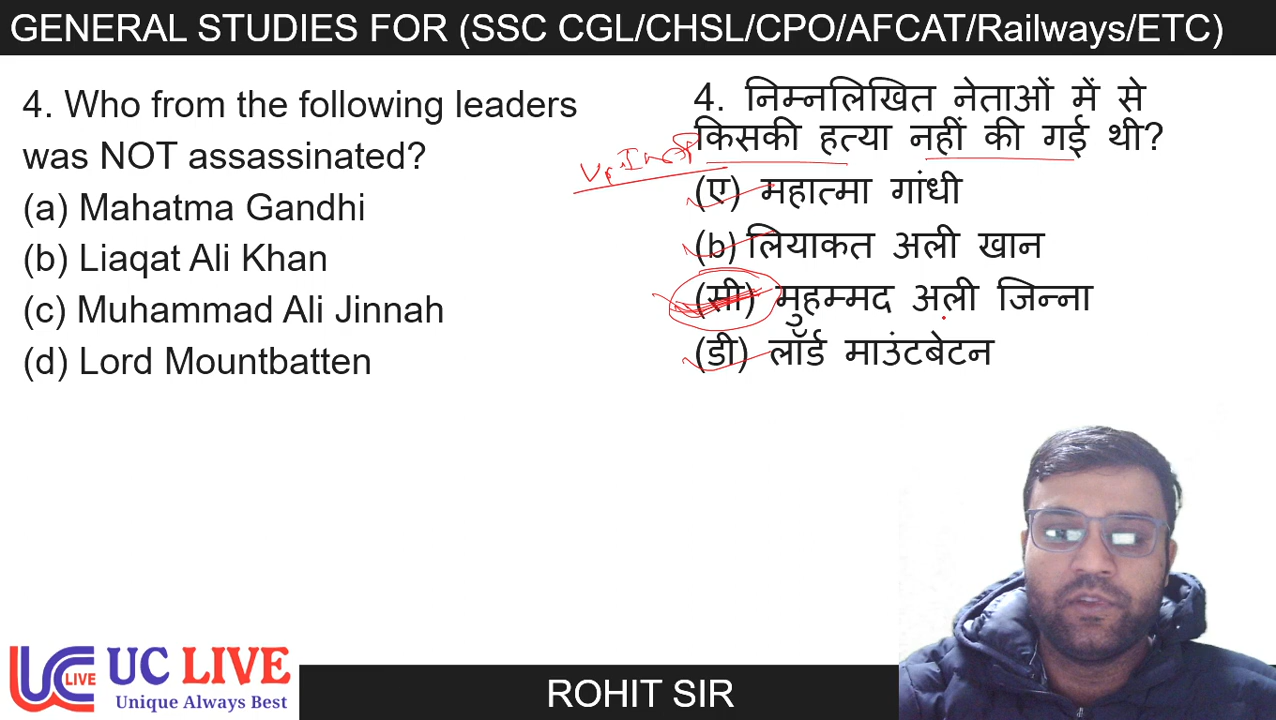 GENERAL STUDIES FOR (SSC CGL/CHSL/CPO/AFCAT/Railways/ETC)
4. Who from the following leaders
was NOT assassinated?
(a) Mahatma Gandhi
(b) Liaqat Ali Khan
(c) Muhammad Ali Jinnah
(d) Lord Mountbatten
4. निम्नलिखित नेताओं में से
किसकी हत्या नहीं की गई थी?
(ए) महात्मा गांधी
(b) लियाकत अली खान
(सी) मुहम्मद अली जिन्ना
(डी) लॉर्ड माउंटबेटन
LIVE
UC LIVE
Unique Always Best
ROHIT SIR